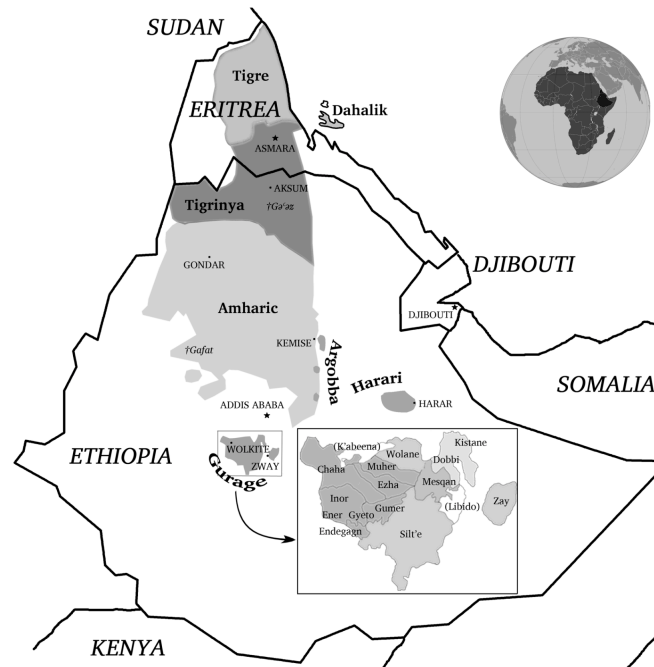 SUDAN
Tigre
ERITREA
Dahalik
ASMARA
AKSUM
Tigrinya
†Gəʿəz
GONDAR
DJIBOUTI
Amharic
DJIBOUTI
KEMISE
†Gafat
Argobba
Harari
SOMALIA
ADDIS ABABA
HARAR
ETHIOPIA
WOLKITE
ZWAY
Gurage
Kistane
(K'abeena)
Wolane
Dobbi
Muher
Chaha
Ezha
Mesqan
Inor
Gumer
(Libido)
Zay
Ener
Gyeto
Endegagn
Silt'e
KENYA